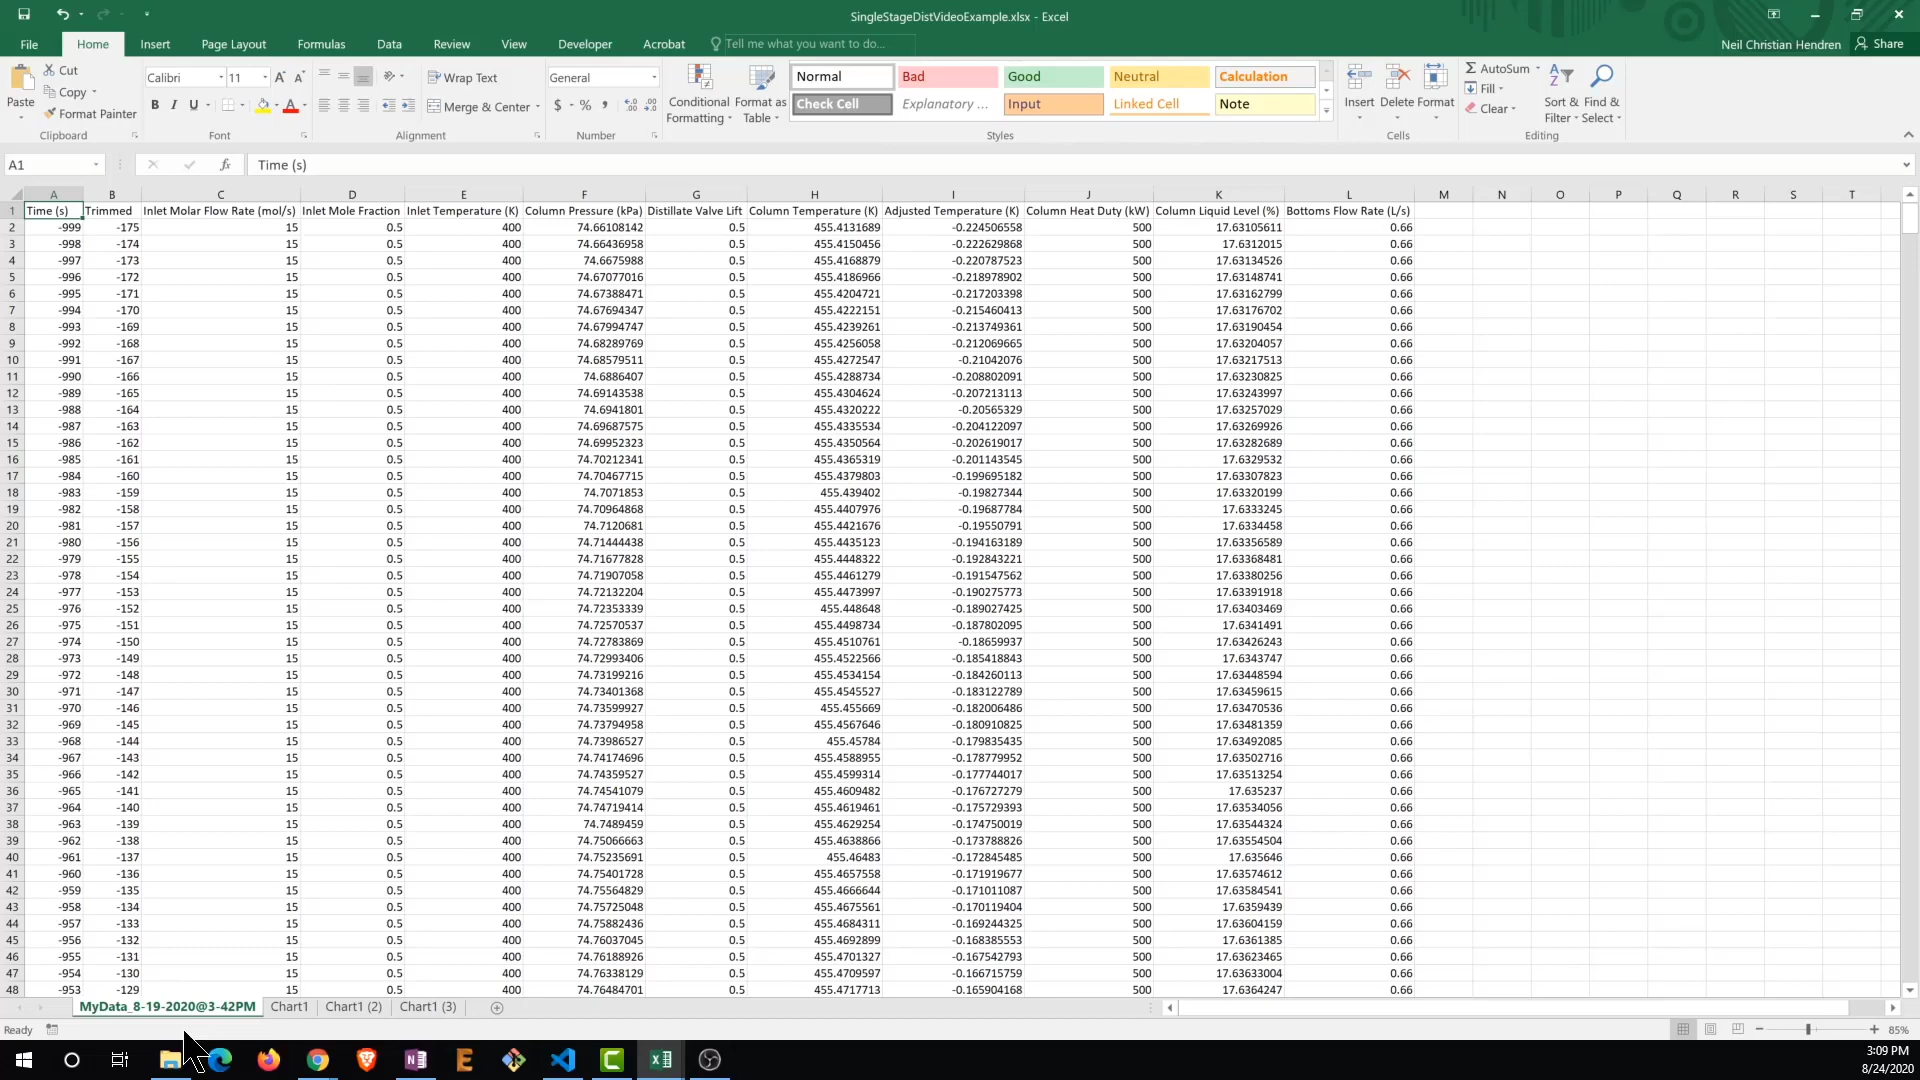 SingleStageDistVideoExample.xlsx - Excel
File Home Insert Page Layout Formulas Data Review View Developer Acrobat Tell me what you want to do... Neil Christian Hendren Share
Cut
Copy
Format Painter
Paste
Clipboard
Calibri 11
B I U
Font
Wrap Text
Merge & Center
Alignment
General
$ % ,
Number
Conditional Formatting
Format as Table
Normal Bad Good Neutral Calculation
Check Cell Explanatory ... Input Linked Cell Note
Styles
Insert Delete Format
Cells
AutoSum
Fill
Clear
Sort & Filter
Find & Select
Editing
A1 fx Time (s)
A B C D E F G H I J K L M N O P Q R S T
1 Time (s) Trimmed Inlet Molar Flow Rate (mol/s) Inlet Mole Fraction Inlet Temperature (K) Column Pressure (kPa) Distillate Valve Lift Column Temperature (K) Adjusted Temperature (K) Column Heat Duty (kW) Column Liquid Level (%) Bottoms Flow Rate (L/s)
2 -999 -175 15 0.5 400 74.66108142 0.5 455.4131689 -0.224506558 500 17.63105611 0.66
3 -998 -174 15 0.5 400 74.66436958 0.5 455.4150456 -0.222629868 500 17.6312015 0.66
4 -997 -173 15 0.5 400 74.6675988 0.5 455.4168879 -0.220787523 500 17.63134526 0.66
5 -996 -172 15 0.5 400 74.67077016 0.5 455.4186966 -0.218978902 500 17.63148741 0.66
6 -995 -171 15 0.5 400 74.67388471 0.5 455.4204721 -0.217203398 500 17.63162799 0.66
7 -994 -170 15 0.5 400 74.67694347 0.5 455.4222151 -0.215460413 500 17.63176702 0.66
8 -993 -169 15 0.5 400 74.67994747 0.5 455.4239261 -0.213749361 500 17.63190454 0.66
9 -992 -168 15 0.5 400 74.68289769 0.5 455.4256058 -0.212069665 500 17.63204057 0.66
10 -991 -167 15 0.5 400 74.68579511 0.5 455.4272547 -0.21042076 500 17.63217513 0.66
11 -990 -166 15 0.5 400 74.6886407 0.5 455.4288734 -0.208802091 500 17.63230825 0.66
12 -989 -165 15 0.5 400 74.69143538 0.5 455.4304624 -0.207213113 500 17.63243997 0.66
13 -988 -164 15 0.5 400 74.6941801 0.5 455.4320222 -0.20565329 500 17.63257029 0.66
14 -987 -163 15 0.5 400 74.69687575 0.5 455.4335534 -0.204122097 500 17.63269926 0.66
15 -986 -162 15 0.5 400 74.69952323 0.5 455.4350564 -0.202619017 500 17.63282689 0.66
16 -985 -161 15 0.5 400 74.70212341 0.5 455.4365319 -0.201143545 500 17.6329532 0.66
17 -984 -160 15 0.5 400 74.70467715 0.5 455.4379803 -0.199695182 500 17.63307823 0.66
18 -983 -159 15 0.5 400 74.7071853 0.5 455.439402 -0.19827344 500 17.63320199 0.66
19 -982 -158 15 0.5 400 74.70964868 0.5 455.4407976 -0.19687784 500 17.6333245 0.66
20 -981 -157 15 0.5 400 74.7120681 0.5 455.4421676 -0.19550791 500 17.6334458 0.66
21 -980 -156 15 0.5 400 74.71444438 0.5 455.4435123 -0.194163189 500 17.63356589 0.66
22 -979 -155 15 0.5 400 74.71677828 0.5 455.4448322 -0.192843221 500 17.63368481 0.66
23 -978 -154 15 0.5 400 74.71907058 0.5 455.4461279 -0.191547562 500 17.63380256 0.66
24 -977 -153 15 0.5 400 74.72132204 0.5 455.4473997 -0.190275773 500 17.63391918 0.66
25 -976 -152 15 0.5 400 74.72353339 0.5 455.448648 -0.189027425 500 17.63403469 0.66
26 -975 -151 15 0.5 400 74.72570537 0.5 455.4498734 -0.187802095 500 17.6341491 0.66
27 -974 -150 15 0.5 400 74.72783869 0.5 455.4510761 -0.18659937 500 17.63426243 0.66
28 -973 -149 15 0.5 400 74.72993406 0.5 455.4522566 -0.185418843 500 17.6343747 0.66
29 -972 -148 15 0.5 400 74.73199216 0.5 455.4534154 -0.184260113 500 17.63448594 0.66
30 -971 -147 15 0.5 400 74.73401368 0.5 455.4545527 -0.183122789 500 17.63459615 0.66
31 -970 -146 15 0.5 400 74.73599927 0.5 455.455669 -0.182006486 500 17.63470536 0.66
32 -969 -145 15 0.5 400 74.73794958 0.5 455.4567646 -0.180910825 500 17.63481359 0.66
33 -968 -144 15 0.5 400 74.73986527 0.5 455.45784 -0.179835435 500 17.63492085 0.66
34 -967 -143 15 0.5 400 74.74174696 0.5 455.4588955 -0.178779952 500 17.63502716 0.66
35 -966 -142 15 0.5 400 74.74359527 0.5 455.4599314 -0.177744017 500 17.63513254 0.66
36 -965 -141 15 0.5 400 74.74541079 0.5 455.4609482 -0.176727279 500 17.635237 0.66
37 -964 -140 15 0.5 400 74.74719414 0.5 455.4619461 -0.175729393 500 17.63534056 0.66
38 -963 -139 15 0.5 400 74.7489459 0.5 455.4629254 -0.174750019 500 17.63544324 0.66
39 -962 -138 15 0.5 400 74.75066663 0.5 455.4638866 -0.173788826 500 17.63554504 0.66
40 -961 -137 15 0.5 400 74.75235691 0.5 455.46483 -0.172845485 500 17.635646 0.66
41 -960 -136 15 0.5 400 74.75401728 0.5 455.4657558 -0.171919677 500 17.63574612 0.66
42 -959 -135 15 0.5 400 74.75564829 0.5 455.4666644 -0.171011087 500 17.63584541 0.66
43 -958 -134 15 0.5 400 74.75725048 0.5 455.4675561 -0.170119404 500 17.6359439 0.66
44 -957 -133 15 0.5 400 74.75882436 0.5 455.4684311 -0.169244325 500 17.63604159 0.66
45 -956 -132 15 0.5 400 74.76037045 0.5 455.4692899 -0.168385553 500 17.6361385 0.66
46 -955 -131 15 0.5 400 74.76188926 0.5 455.4701327 -0.167542793 500 17.63623465 0.66
47 -954 -130 15 0.5 400 74.76338129 0.5 455.4709597 -0.166715759 500 17.63633004 0.66
48 -953 -129 15 0.5 400 74.76484701 0.5 455.4717713 -0.165904168 500 17.6364247 0.66
MyData_8-19-2020@3-42PM Chart1 Chart1 (2) Chart1 (3)
Ready 85%
3:09 PM
8/24/2020